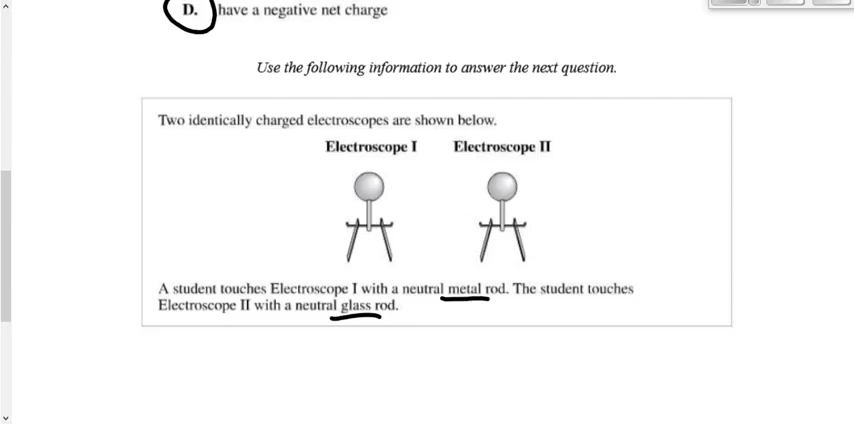 D. have a negative net charge
Use the following information to answer the next question.
Two identically charged electroscopes are shown below.
Electroscope I Electroscope II
A student touches Electroscope I with a neutral metal rod. The student touches
Electroscope II with a neutral glass rod.